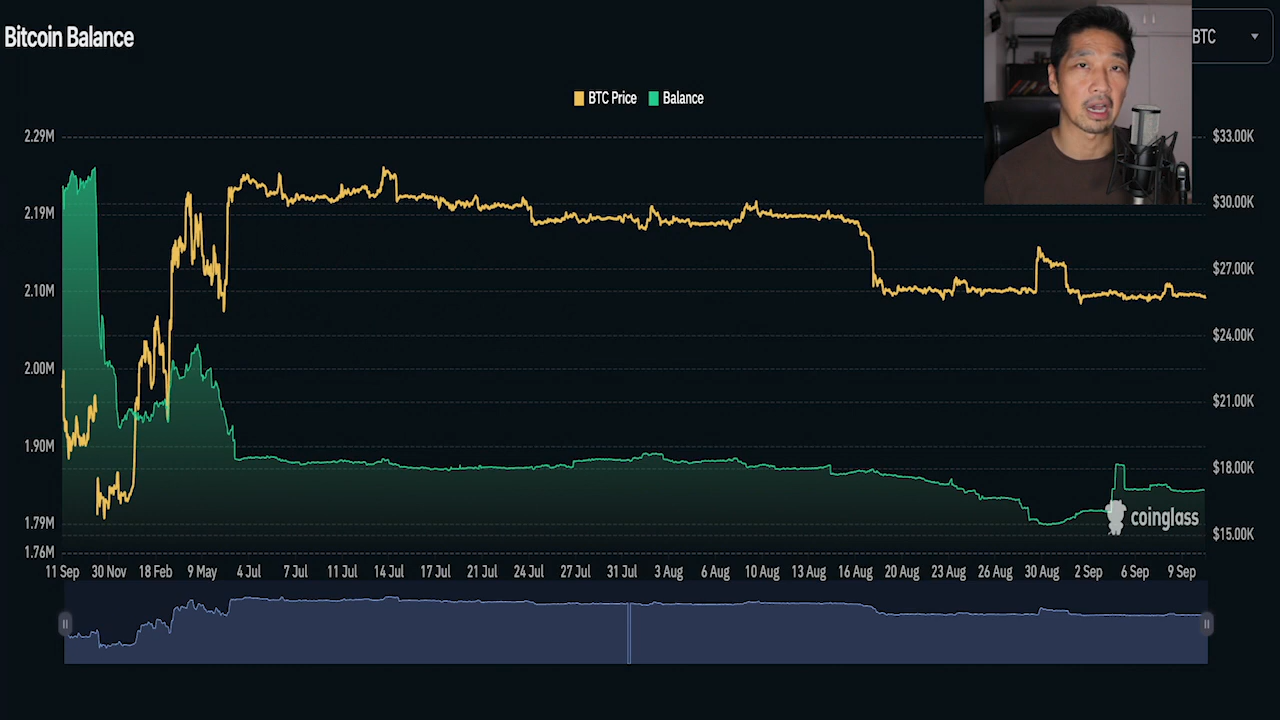 Bitcoin Balance
BTC
BTC Price
Balance
2.29M
2.19M
2.10M
2.00M
1.90M
1.79M
1.76M
$33.00K
$30.00K
$27.00K
$24.00K
$21.00K
$18.00K
$15.00K
coinglass
11 Sep 30 Nov 18 Feb 9 May 4 Jul 7 Jul 11 Jul 14 Jul 17 Jul 21 Jul 24 Jul 27 Jul 31 Jul 3 Aug 6 Aug 10 Aug 13 Aug 16 Aug 20 Aug 23 Aug 26 Aug 30 Aug 2 Sep 6 Sep 9 Sep